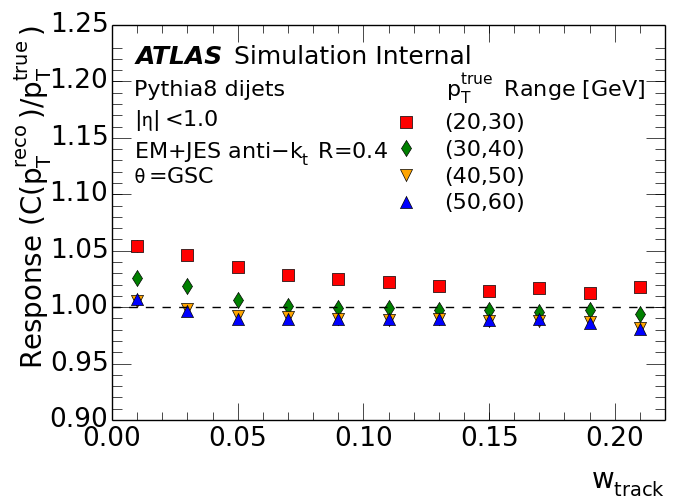 1.25
1.20
1.15
1.10
1.05
1.00
0.95
0.90
Response (C(p_T^reco)/p_T^true)
ATLAS Simulation Internal
Pythia8 dijets
|η| <1.0
EM+JES anti−k_t R=0.4
θ=GSC
p_T^true Range [GeV]
(20,30)
(30,40)
(40,50)
(50,60)
0.00 0.05 0.10 0.15 0.20
w_track